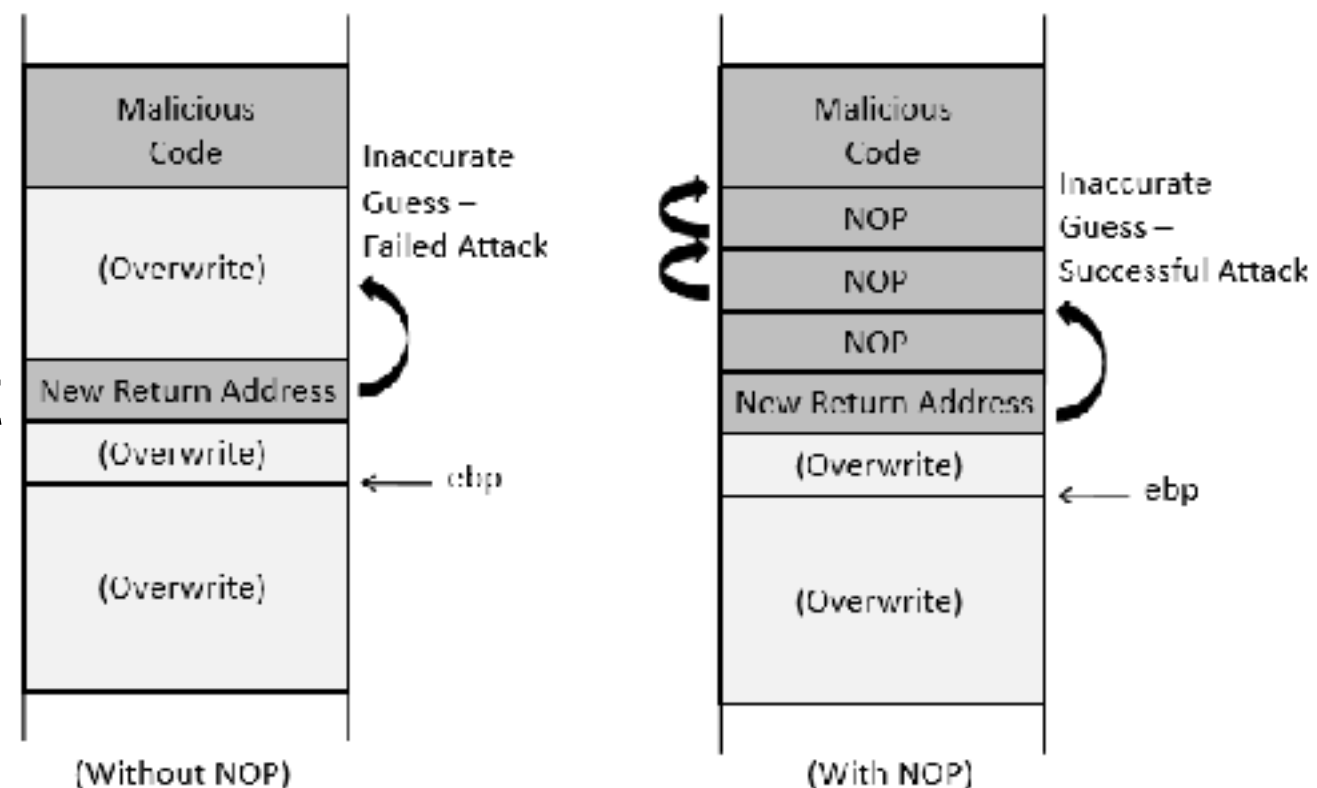 Malicious
Code
Inaccurate
Guess –
Failed Attack
(Overwrite)
New Return Address
(Overwrite)
ebp
(Overwrite)
(Without NOP)
Malicious
Code
Inaccurate
Guess –
Successful Attack
NOP
NOP
NOP
New Return Address
(Overwrite)
ebp
(Overwrite)
(With NOP)